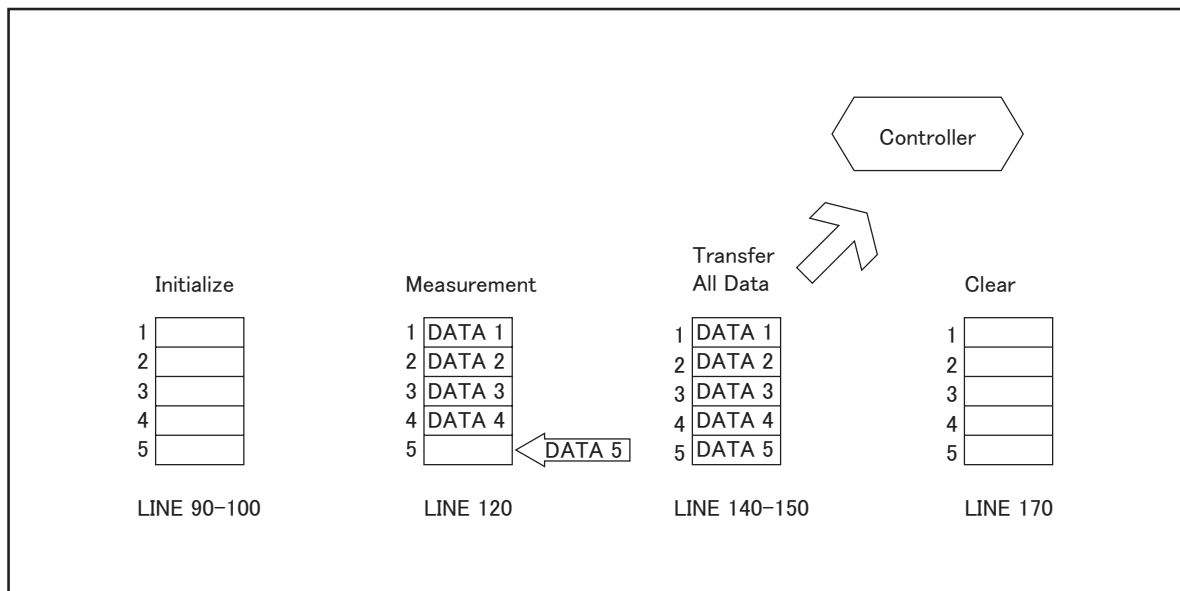 Controller
Initialize
1
2
3
4
5
LINE 90-100
Measurement
1 DATA 1
2 DATA 2
3 DATA 3
4 DATA 4
5 DATA 5
LINE 120
Transfer
All Data
1 DATA 1
2 DATA 2
3 DATA 3
4 DATA 4
5 DATA 5
LINE 140-150
Clear
1
2
3
4
5
LINE 170